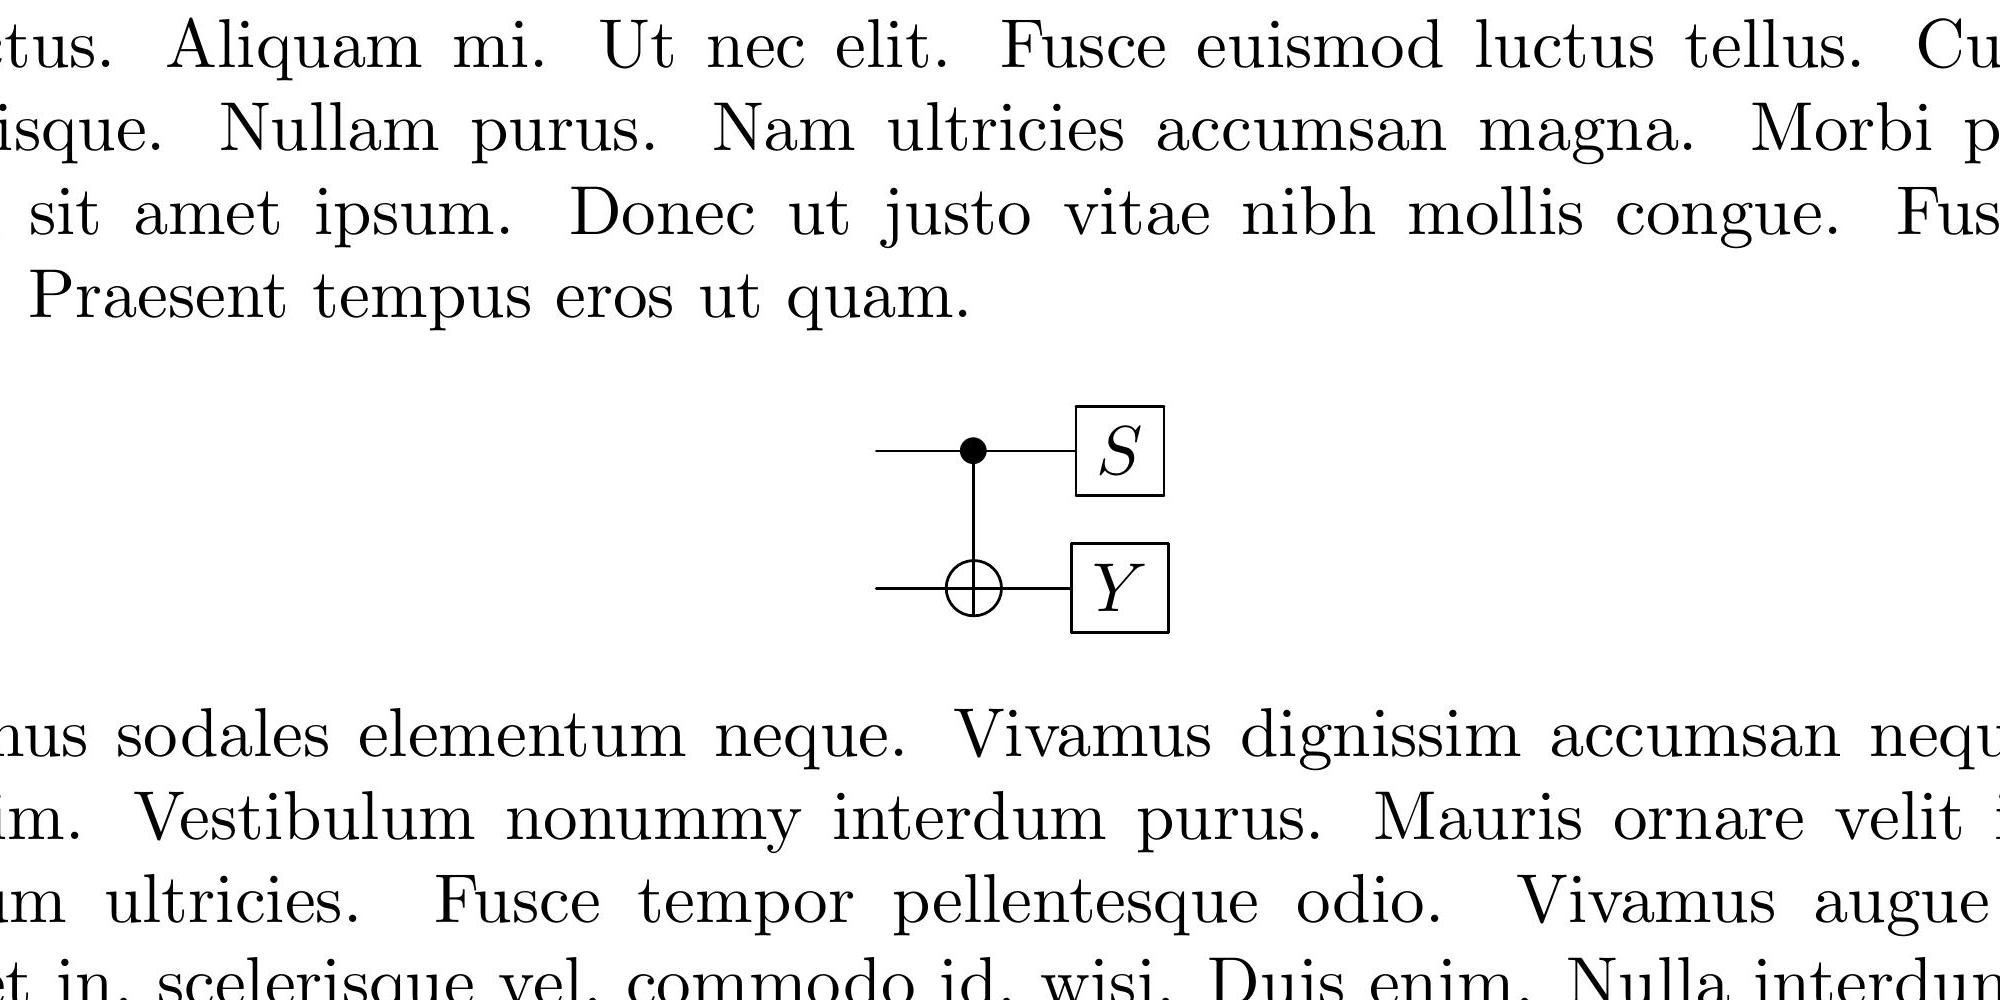 ctus. Aliquam mi. Ut nec elit. Fusce euismod luctus tellus. Cu
isque. Nullam purus. Nam ultricies accumsan magna. Morbi p
sit amet ipsum. Donec ut justo vitae nibh mollis congue. Fus
Praesent tempus eros ut quam.
S
Y
mus sodales elementum neque. Vivamus dignissim accumsan nequ
im. Vestibulum nonummy interdum purus. Mauris ornare velit i
um ultricies. Fusce tempor pellentesque odio. Vivamus augue
et in, scelerisque vel, commodo id, wisi. Duis enim. Nulla interdum